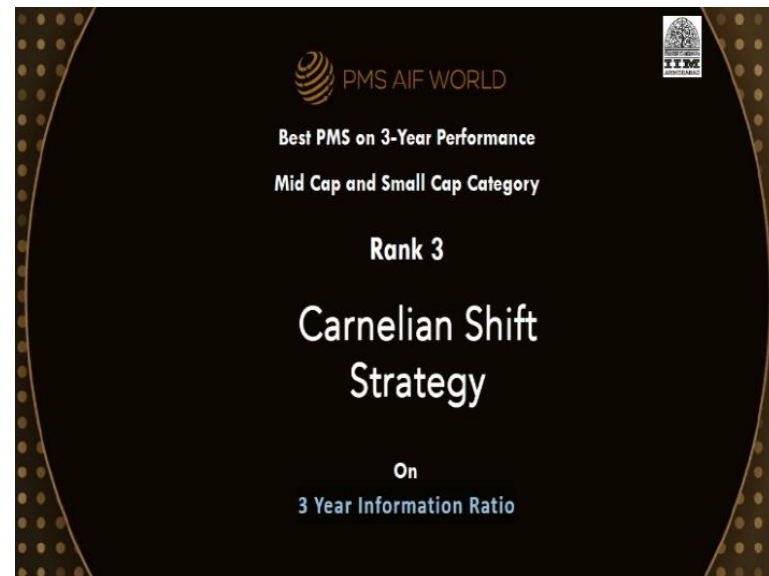 PMS AIF WORLD
IIM
AHMEDABAD
Best PMS on 3-Year Performance
Mid Cap and Small Cap Category
Rank 3
Carnelian Shift
Strategy
On
3 Year Information Ratio